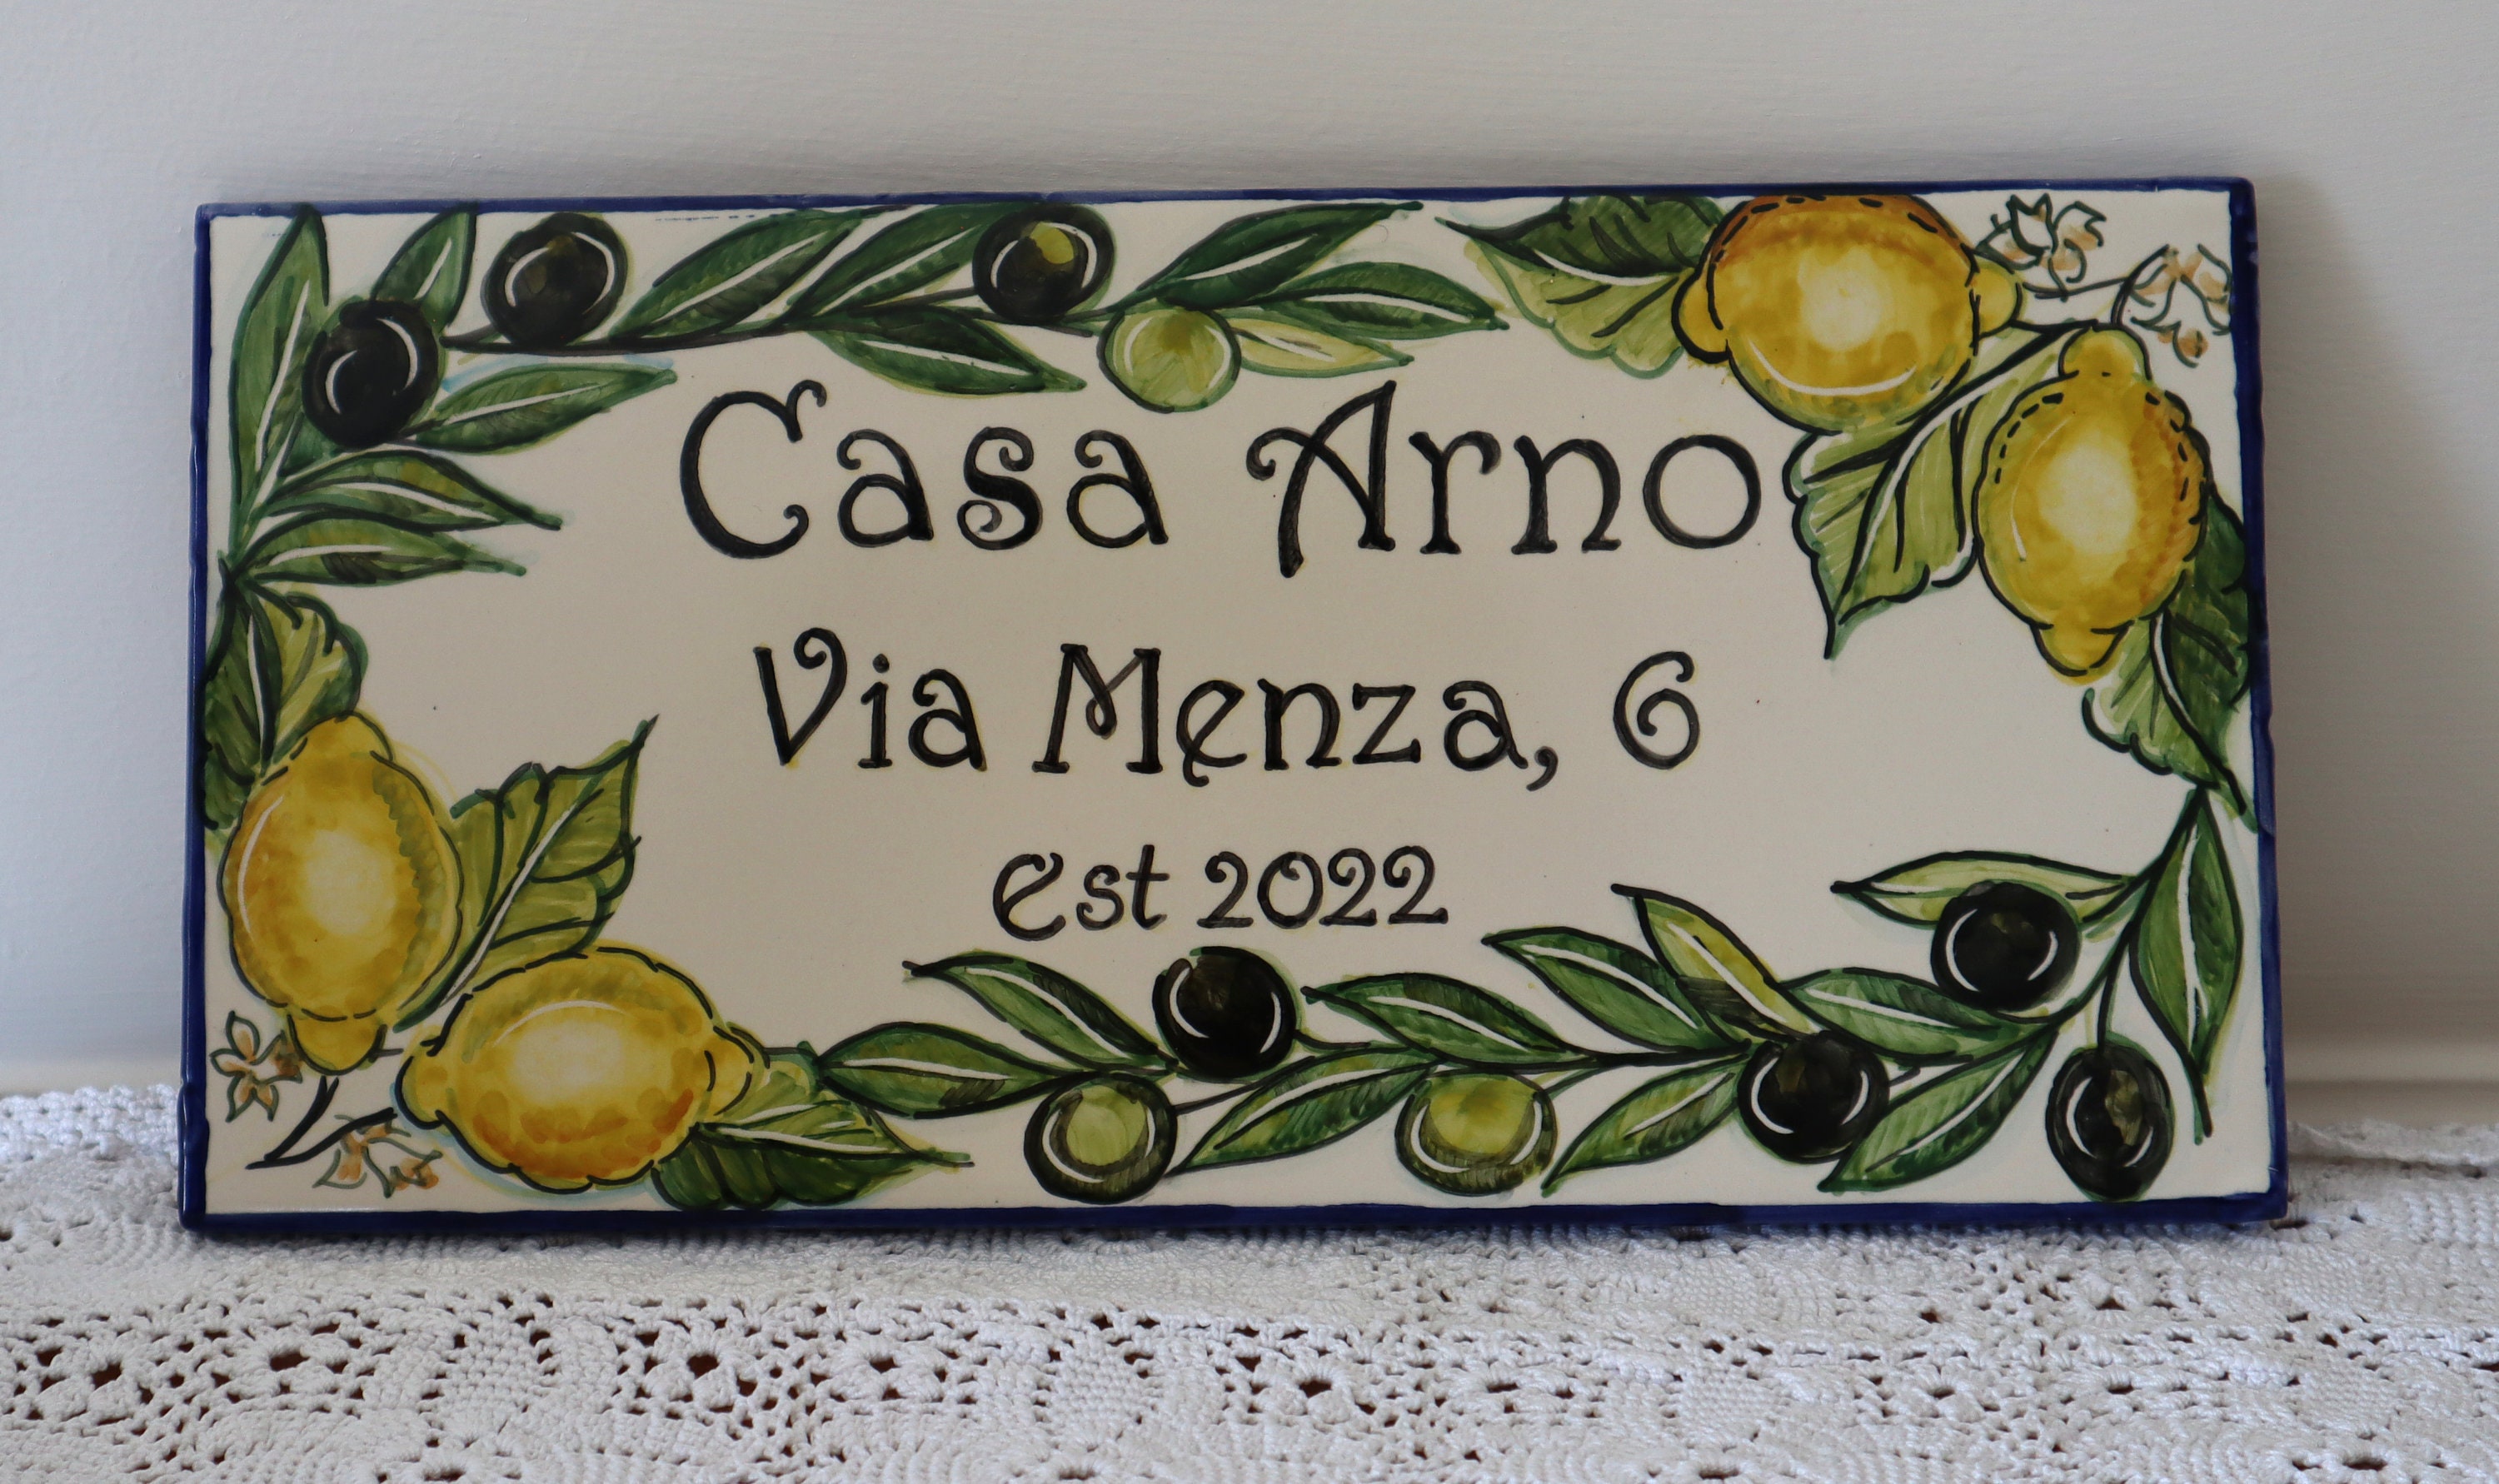 Casa Arno
Via Menza, 6
est 2022